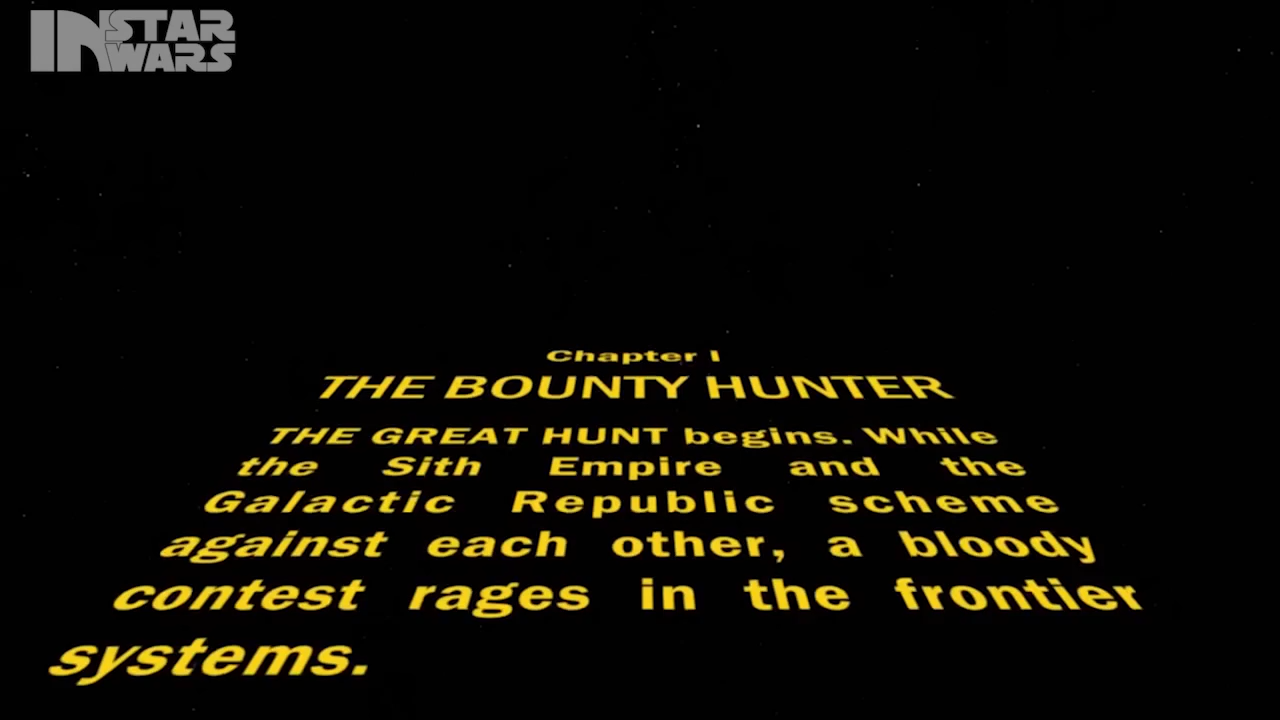 IN STAR WARS
Chapter I
THE BOUNTY HUNTER
THE GREAT HUNT begins. While
the Sith Empire and the
Galactic Republic scheme
against each other, a bloody
contest rages in the frontier
systems.